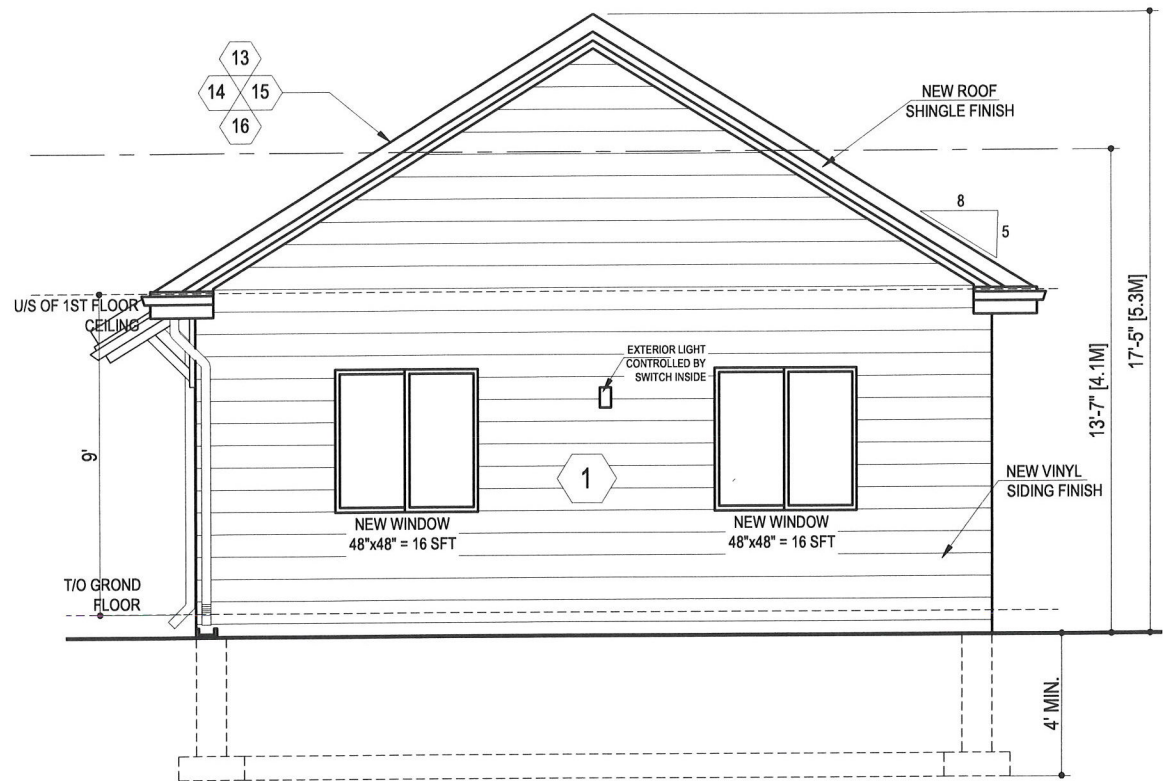 13
14 15
16
NEW ROOF
SHINGLE FINISH
8
5
U/S OF 1ST FLOOR
CEILING
EXTERIOR LIGHT
CONTROLLED BY
SWITCH INSIDE
17'-5" [5.3M]
13'-7" [4.1M]
9'
1
NEW VINYL
SIDING FINISH
NEW WINDOW
48"x48" = 16 SFT
NEW WINDOW
48"x48" = 16 SFT
T/O GROND
FLOOR
4' MIN.